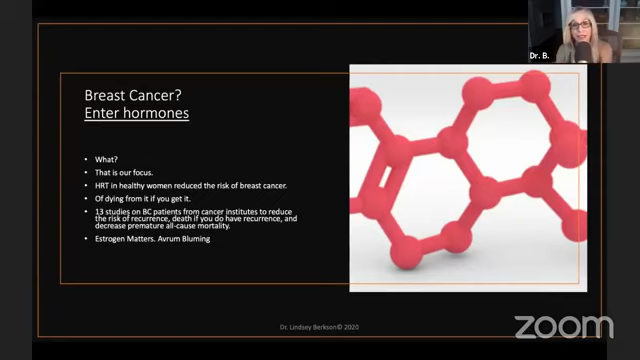 Dr. B.
Breast Cancer?
Enter hormones
• What?
• That is our focus.
• HRT in healthy women reduced the risk of breast cancer.
• Of dying from it if you get it.
• 13 studies on BC patients from cancer institutes to reduce
the risk of recurrence, death if you do have recurrence, and
decrease premature all-cause mortality.
• Estrogen Matters. Avrum Bluming
Dr. Lindsey Berkson© 2020
zoom